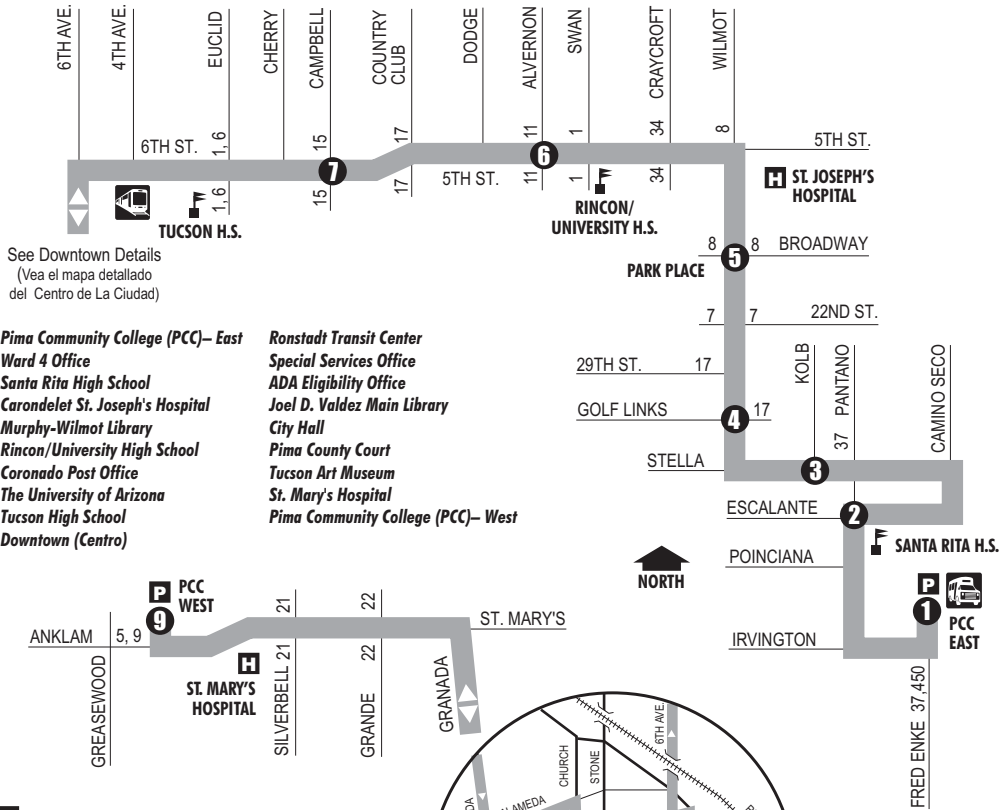 6TH AVE.
4TH AVE.
EUCLID
CHERRY
CAMPBELL
COUNTRY
CLUB
DODGE
ALVERNON
SWAN
CRAYCROFT
WILMOT
6TH ST.
1, 6
15
17
11
1
34
8
5TH ST.
7
6
5TH ST.
1, 6
15
17
11
1
34
H ST. JOSEPH'S
HOSPITAL
TUCSON H.S.
RINCON/
UNIVERSITY H.S.
See Downtown Details
(Vea el mapa detallado
del Centro de La Ciudad)
8 5 8 BROADWAY
PARK PLACE
7 7 22ND ST.
29TH ST. 17
GOLF LINKS 4 17
KOLB
37 PANTANO
CAMINO SECO
STELLA
3
ESCALANTE
2
SANTA RITA H.S.
POINCIANA
NORTH
P
1
PCC
EAST
IRVINGTON
FRED ENKE 37,450
Pima Community College (PCC)– East
Ward 4 Office
Santa Rita High School
Carondelet St. Joseph's Hospital
Murphy-Wilmot Library
Rincon/University High School
Coronado Post Office
The University of Arizona
Tucson High School
Downtown (Centro)
Ronstadt Transit Center
Special Services Office
ADA Eligibility Office
Joel D. Valdez Main Library
City Hall
Pima County Court
Tucson Art Museum
St. Mary's Hospital
Pima Community College (PCC)– West
P PCC
WEST
9
ANKLAM 5, 9
GREASEWOOD
H
ST. MARY'S
HOSPITAL
21
SILVERBELL 21
22
GRANDE 22
ST. MARY'S
GRANADA
CHURCH
STONE
6TH AVE.